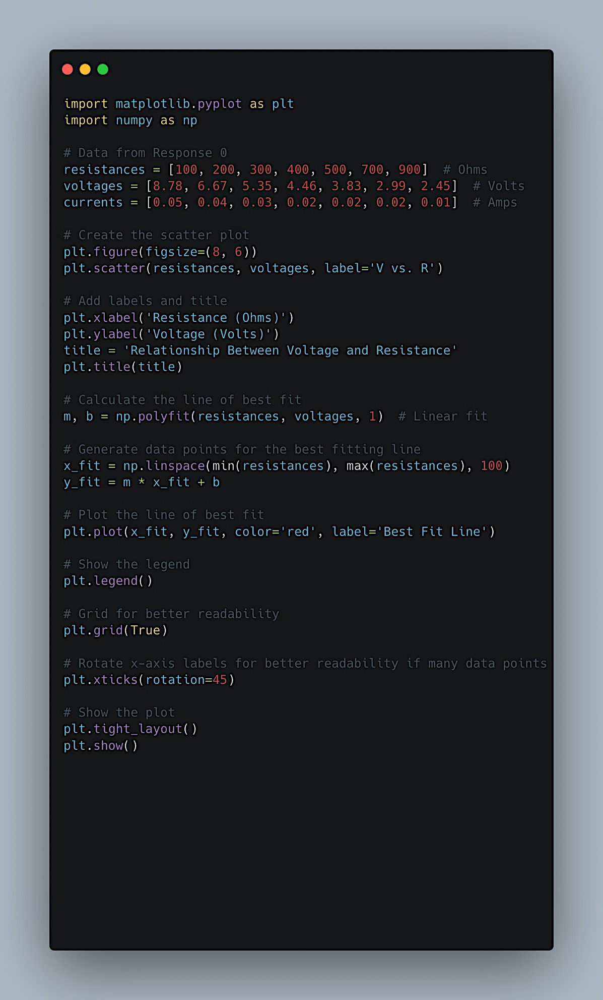 import matplotlib.pyplot as plt
import numpy as np
# Data from Response 0
resistances = [100, 200, 300, 400, 500, 700, 900]  # Ohms
voltages = [8.78, 6.67, 5.35, 4.46, 3.83, 2.99, 2.45]  # Volts
currents = [0.05, 0.04, 0.03, 0.02, 0.02, 0.02, 0.01]  # Amps
# Create the scatter plot
plt.figure(figsize=(8, 6))
plt.scatter(resistances, voltages, label='V vs. R')
# Add labels and title
plt.xlabel('Resistance (Ohms)')
plt.ylabel('Voltage (Volts)')
title = 'Relationship Between Voltage and Resistance'
plt.title(title)
# Calculate the line of best fit
m, b = np.polyfit(resistances, voltages, 1)  # Linear fit
# Generate data points for the best fitting line
x_fit = np.linspace(min(resistances), max(resistances), 100)
y_fit = m * x_fit + b
# Plot the line of best fit
plt.plot(x_fit, y_fit, color='red', label='Best Fit Line')
# Show the legend
plt.legend()
# Grid for better readability
plt.grid(True)
# Rotate x-axis labels for better readability if many data points
plt.xticks(rotation=45)
# Show the plot
plt.tight_layout()
plt.show()